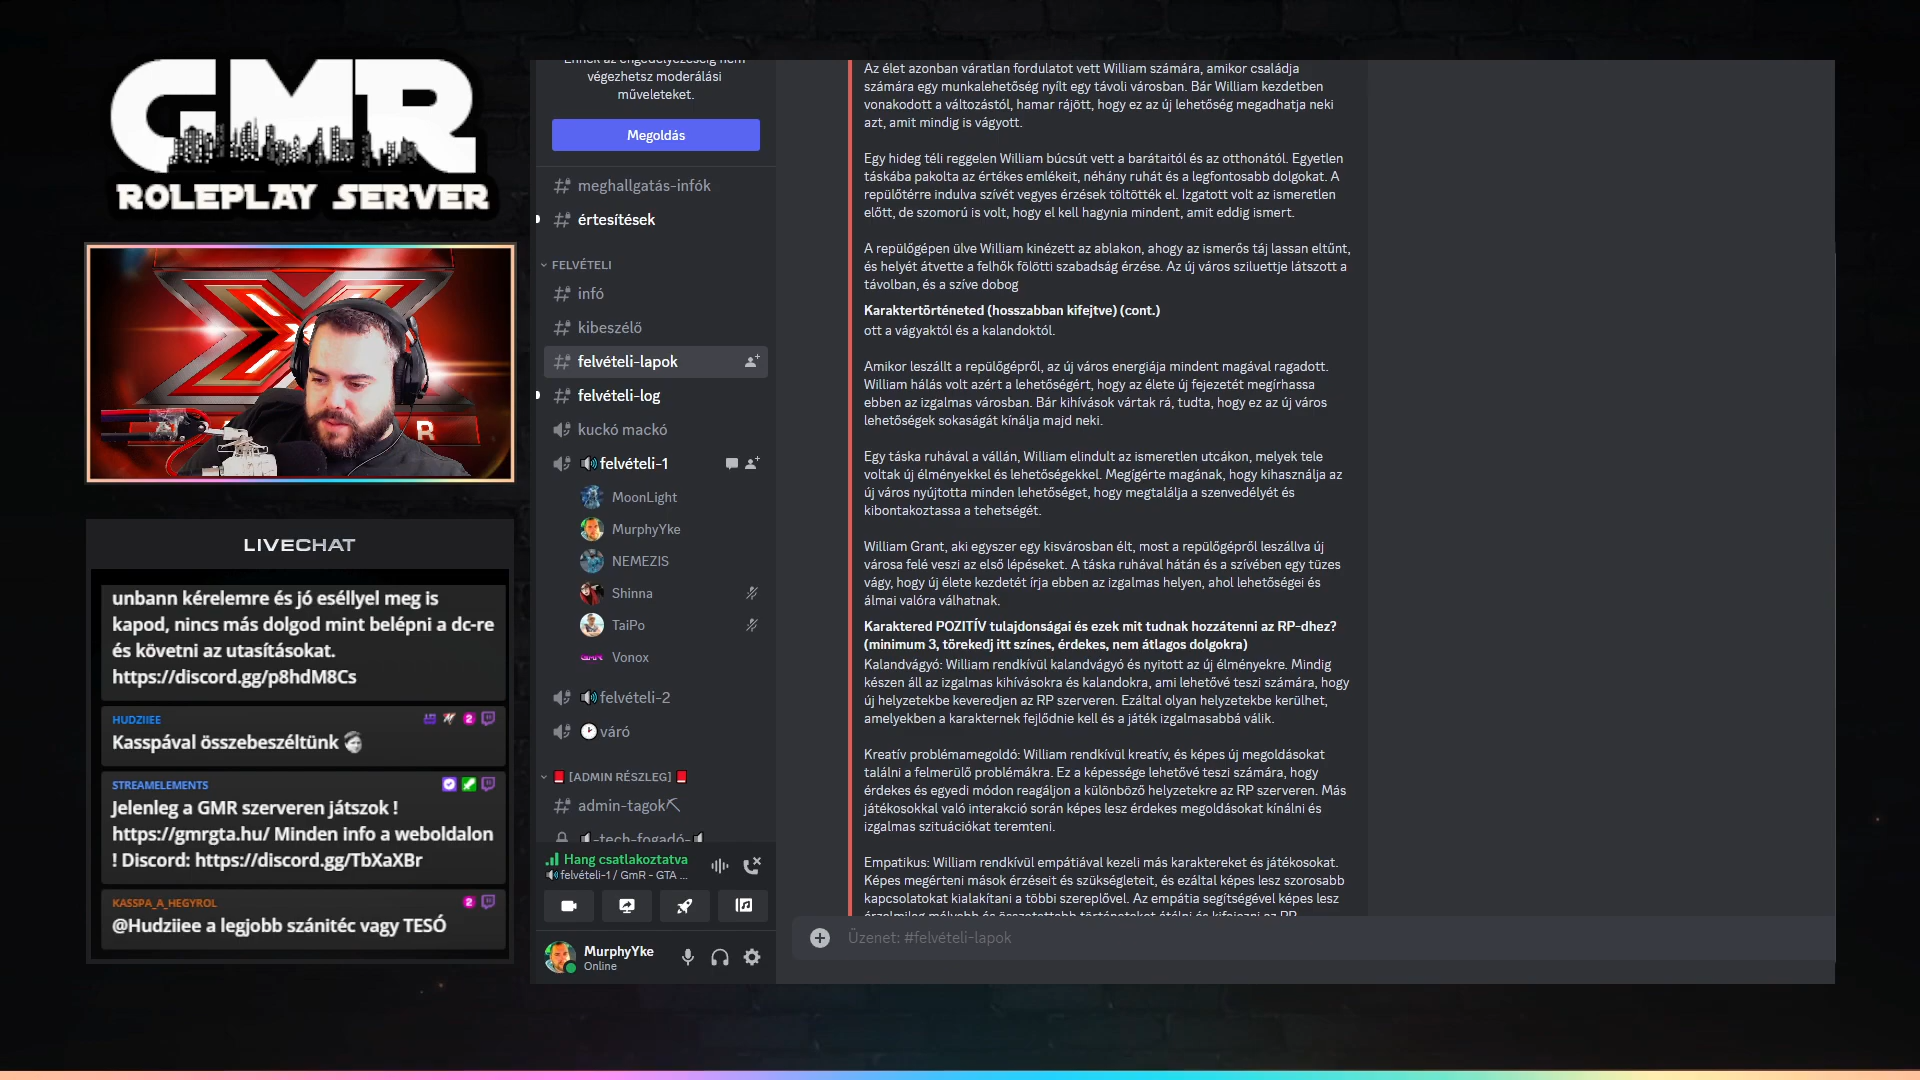 GMR
ROLEPLAY SERVER
R
LIVECHAT
unbann kérelemre és jó eséllyel meg is
kapod, nincs más dolgod mint belépni a dc-re
és követni az utasításokat.
https://discord.gg/p8hdM8Cs
HUDZIIEE
2
Kasspával összebeszéltünk
STREAMELEMENTS
Jelenleg a GMR szerveren játszok !
https://gmrgta.hu/ Minden info a weboldalon
! Discord: https://discord.gg/TbXaXBr
KASSPA_A_HEGYROL
2
@Hudziiee a legjobb szánitéc vagy TESÓ
Ennek az engedélyezéséig nem
végezhetsz moderálási
műveleteket.
Megoldás
meghallgatás-infók
értesítések
FELVÉTELI
infó
kibeszélő
felvételi-lapok
felvételi-log
kuckó mackó
felvételi-1
MoonLight
MurphyYke
NEMEZIS
Shinna
TaiPo
Vonox
felvételi-2
váró
[ADMIN RÉSZLEG]
admin-tagok
-tech-fogadó-
Hang csatlakoztatva
felvételi-1 / GmR - GTA ...
MurphyYke
Online
Az élet azonban váratlan fordulatot vett William számára, amikor családja
számára egy munkalehetőség nyílt egy távoli városban. Bár William kezdetben
vonakodott a változástól, hamar rájött, hogy ez az új lehetőség megadhatja neki
azt, amit mindig is vágyott.
Egy hideg téli reggelen William búcsút vett a barátaitól és az otthonától. Egyetlen
táskába pakolta az értékes emlékeit, néhány ruhát és a legfontosabb dolgokat. A
repülőtérre indulva szívét vegyes érzések töltötték el. Izgatott volt az ismeretlen
előtt, de szomorú is volt, hogy el kell hagynia mindent, amit eddig ismert.
A repülőgépen ülve William kinézett az ablakon, ahogy az ismerős táj lassan eltűnt,
és helyét átvette a felhők fölötti szabadság érzése. Az új város sziluettje látszott a
távolban, és a szíve dobog
Karaktertörténeted (hosszabban kifejtve) (cont.)
ott a vágyaktól és a kalandoktól.
Amikor leszállt a repülőgépről, az új város energiája mindent magával ragadott.
William hálás volt azért a lehetőségért, hogy az élete új fejezetét megírhassa
ebben az izgalmas városban. Bár kihívások vártak rá, tudta, hogy ez az új város
lehetőségek sokaságát kínálja majd neki.
Egy táska ruhával a vállán, William elindult az ismeretlen utcákon, melyek tele
voltak új élményekkel és lehetőségekkel. Megígérte magának, hogy kihasználja az
új város nyújtotta minden lehetőséget, hogy megtalálja a szenvedélyét és
kibontakoztassa a tehetségét.
William Grant, aki egyszer egy kisvárosban élt, most a repülőgépről leszállva új
városa felé veszi az első lépéseket. A táska ruhával hátán és a szívében egy tüzes
vágy, hogy új élete kezdetét írja ebben az izgalmas helyen, ahol lehetőségei és
álmai valóra válhatnak.
Karaktered POZITÍV tulajdonságai és ezek mit tudnak hozzátenni az RP-dhez?
(minimum 3, törekedj itt színes, érdekes, nem átlagos dolgokra)
Kalandvágyó: William rendkívül kalandvágyó és nyitott az új élményekre. Mindig
készen áll az izgalmas kihívásokra és kalandokra, ami lehetővé teszi számára, hogy
új helyzetekbe keveredjen az RP szerveren. Ezáltal olyan helyzetekbe kerülhet,
amelyekben a karakternek fejlődnie kell és a játék izgalmasabbá válik.
Kreatív problémamegoldó: William rendkívül kreatív, és képes új megoldásokat
találni a felmerülő problémákra. Ez a képessége lehetővé teszi számára, hogy
érdekes és egyedi módon reagáljon a különböző helyzetekre az RP szerveren. Más
játékosokkal való interakció során képes lesz érdekes megoldásokat kínálni és
izgalmas szituációkat teremteni.
Empatikus: William rendkívül empátiával kezeli más karaktereket és játékosokat.
Képes megérteni mások érzéseit és szükségleteit, és ezáltal képes lesz szorosabb
kapcsolatokat kialakítani a többi szereplővel. Az empátia segítségével képes lesz
érzelmileg mélyebb és összetettebb történeteket átélni és kifejezni az RP
Üzenet: #felvételi-lapok